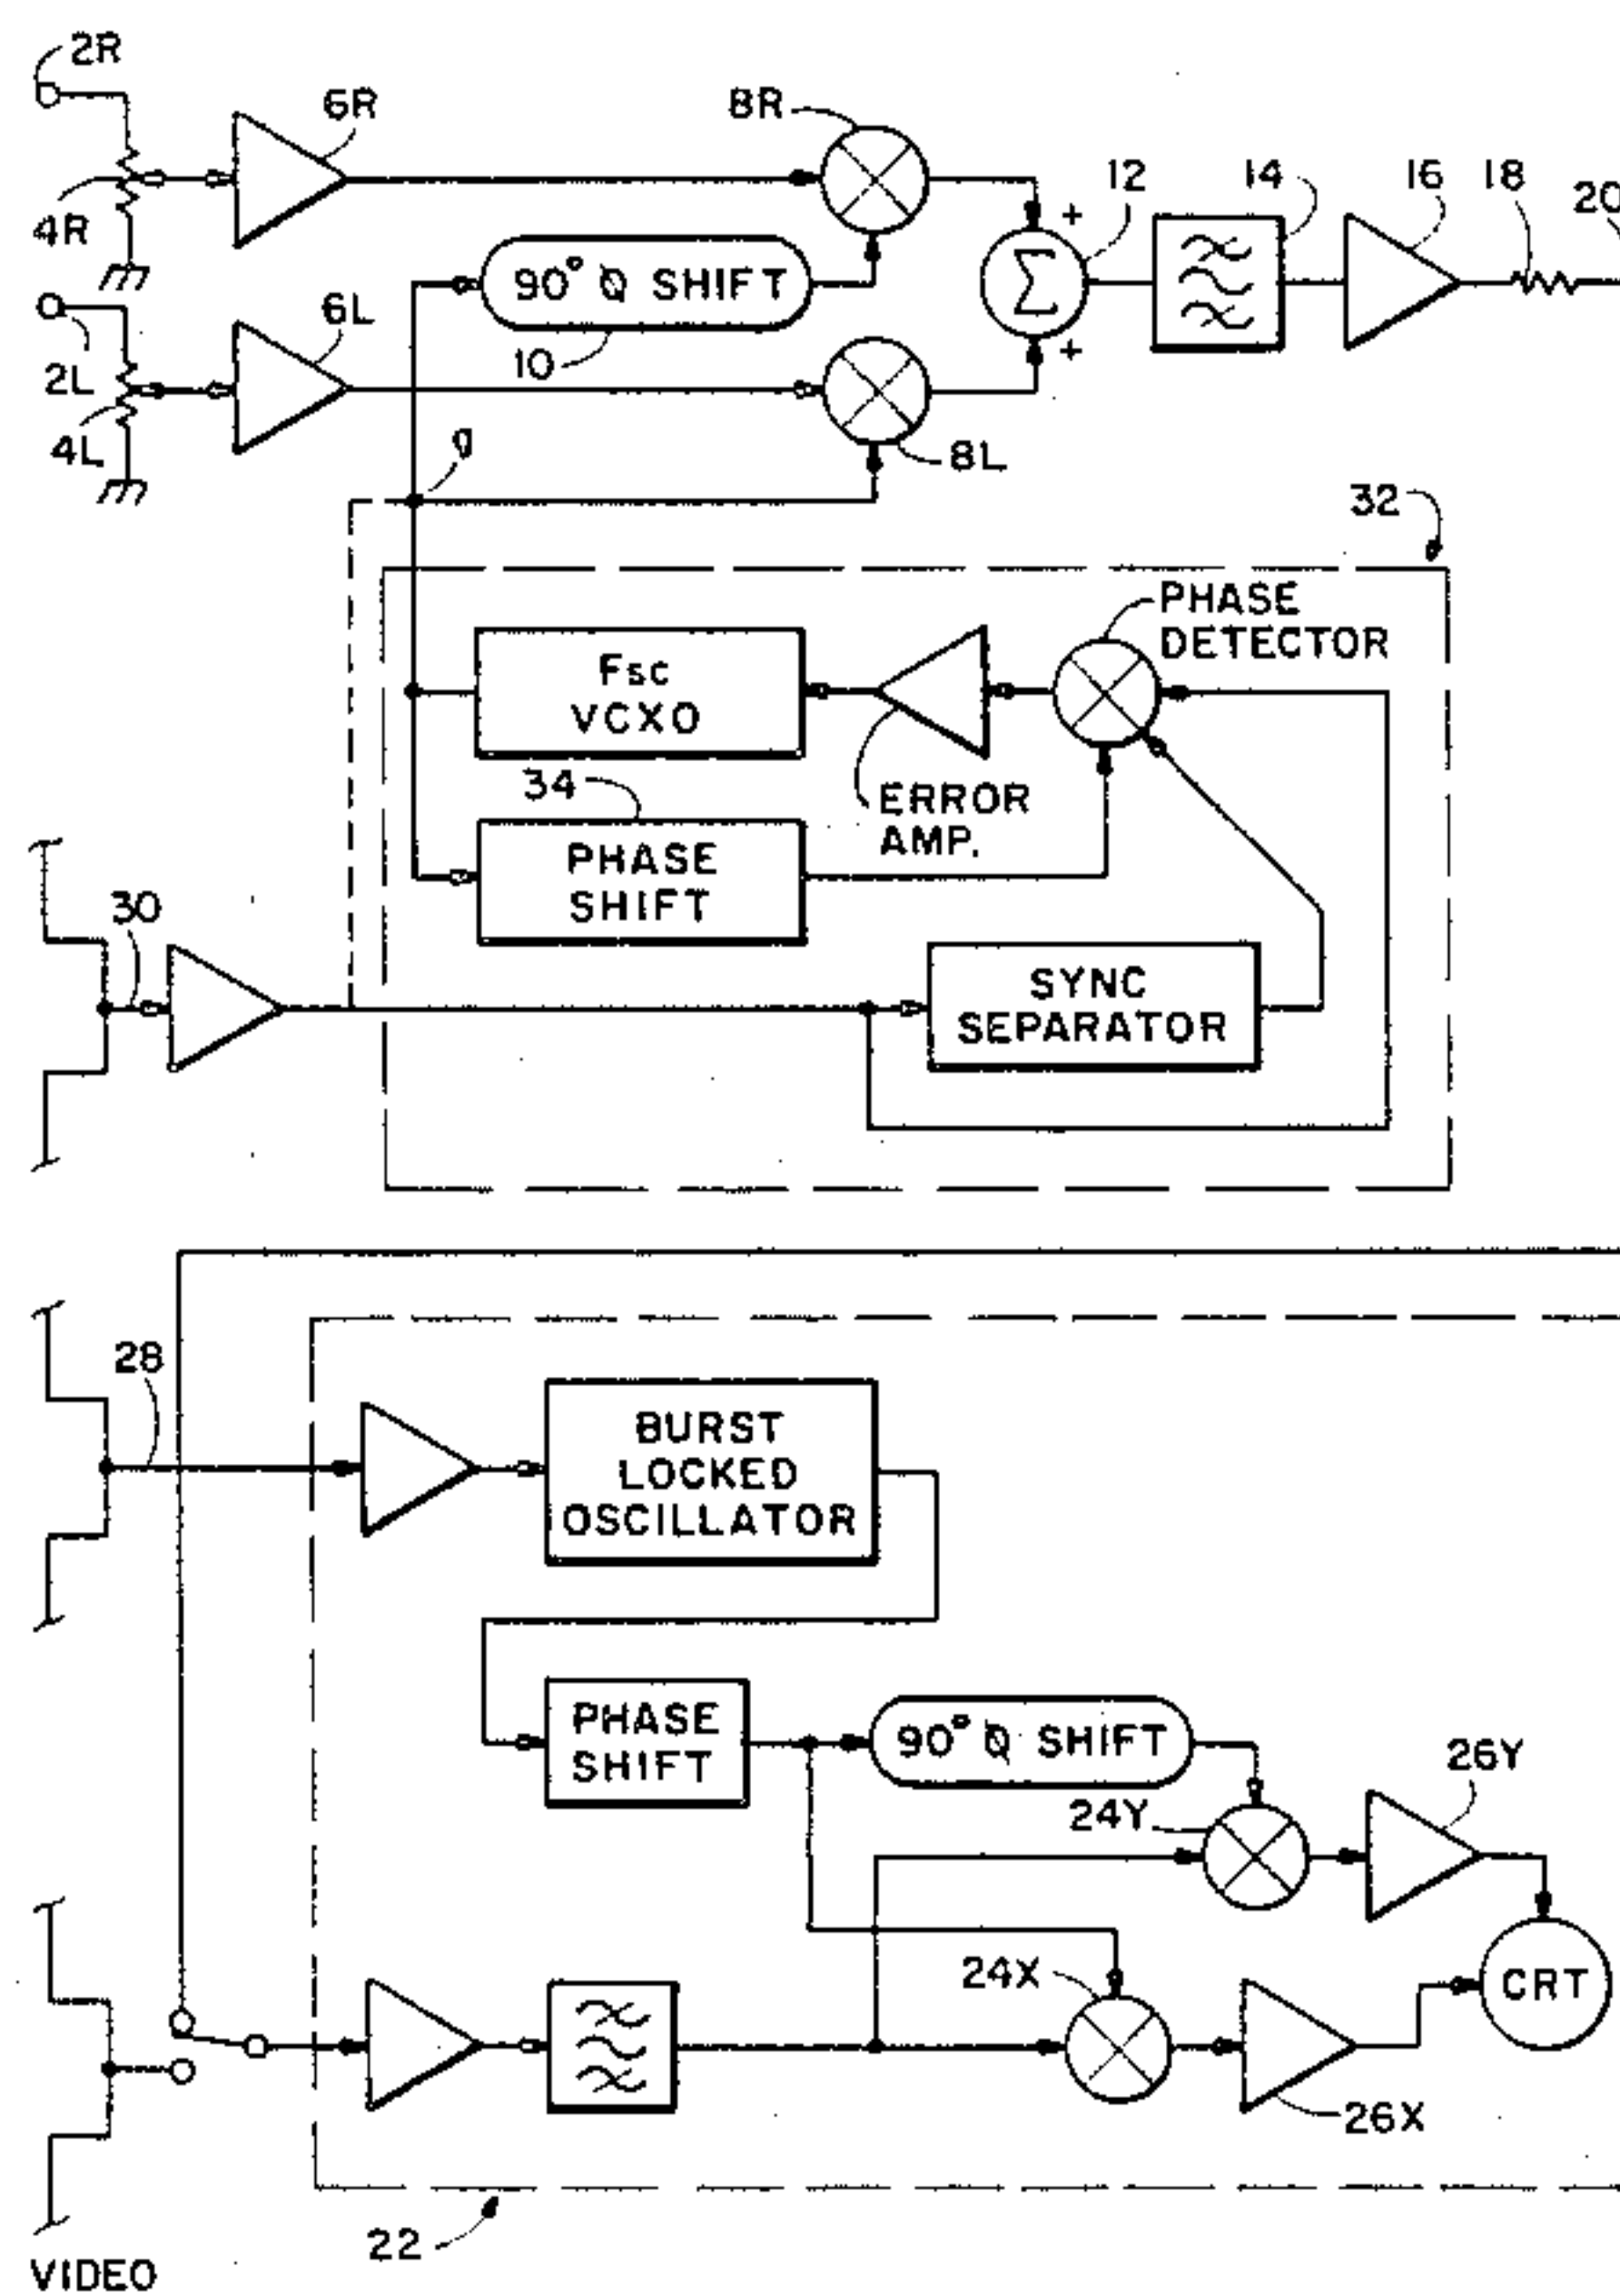 2R
6R
8R
4R
12
14
16
18
20
90° Φ SHIFT
6L
10
2L
4L
9
8L
32
PHASE
DETECTOR
Fsc
VCXO
34
ERROR
AMP.
PHASE
SHIFT
30
SYNC
SEPARATOR
28
BURST
LOCKED
OSCILLATOR
PHASE
SHIFT
90° Φ SHIFT
26Y
24Y
24X
CRT
26X
22
VIDEO